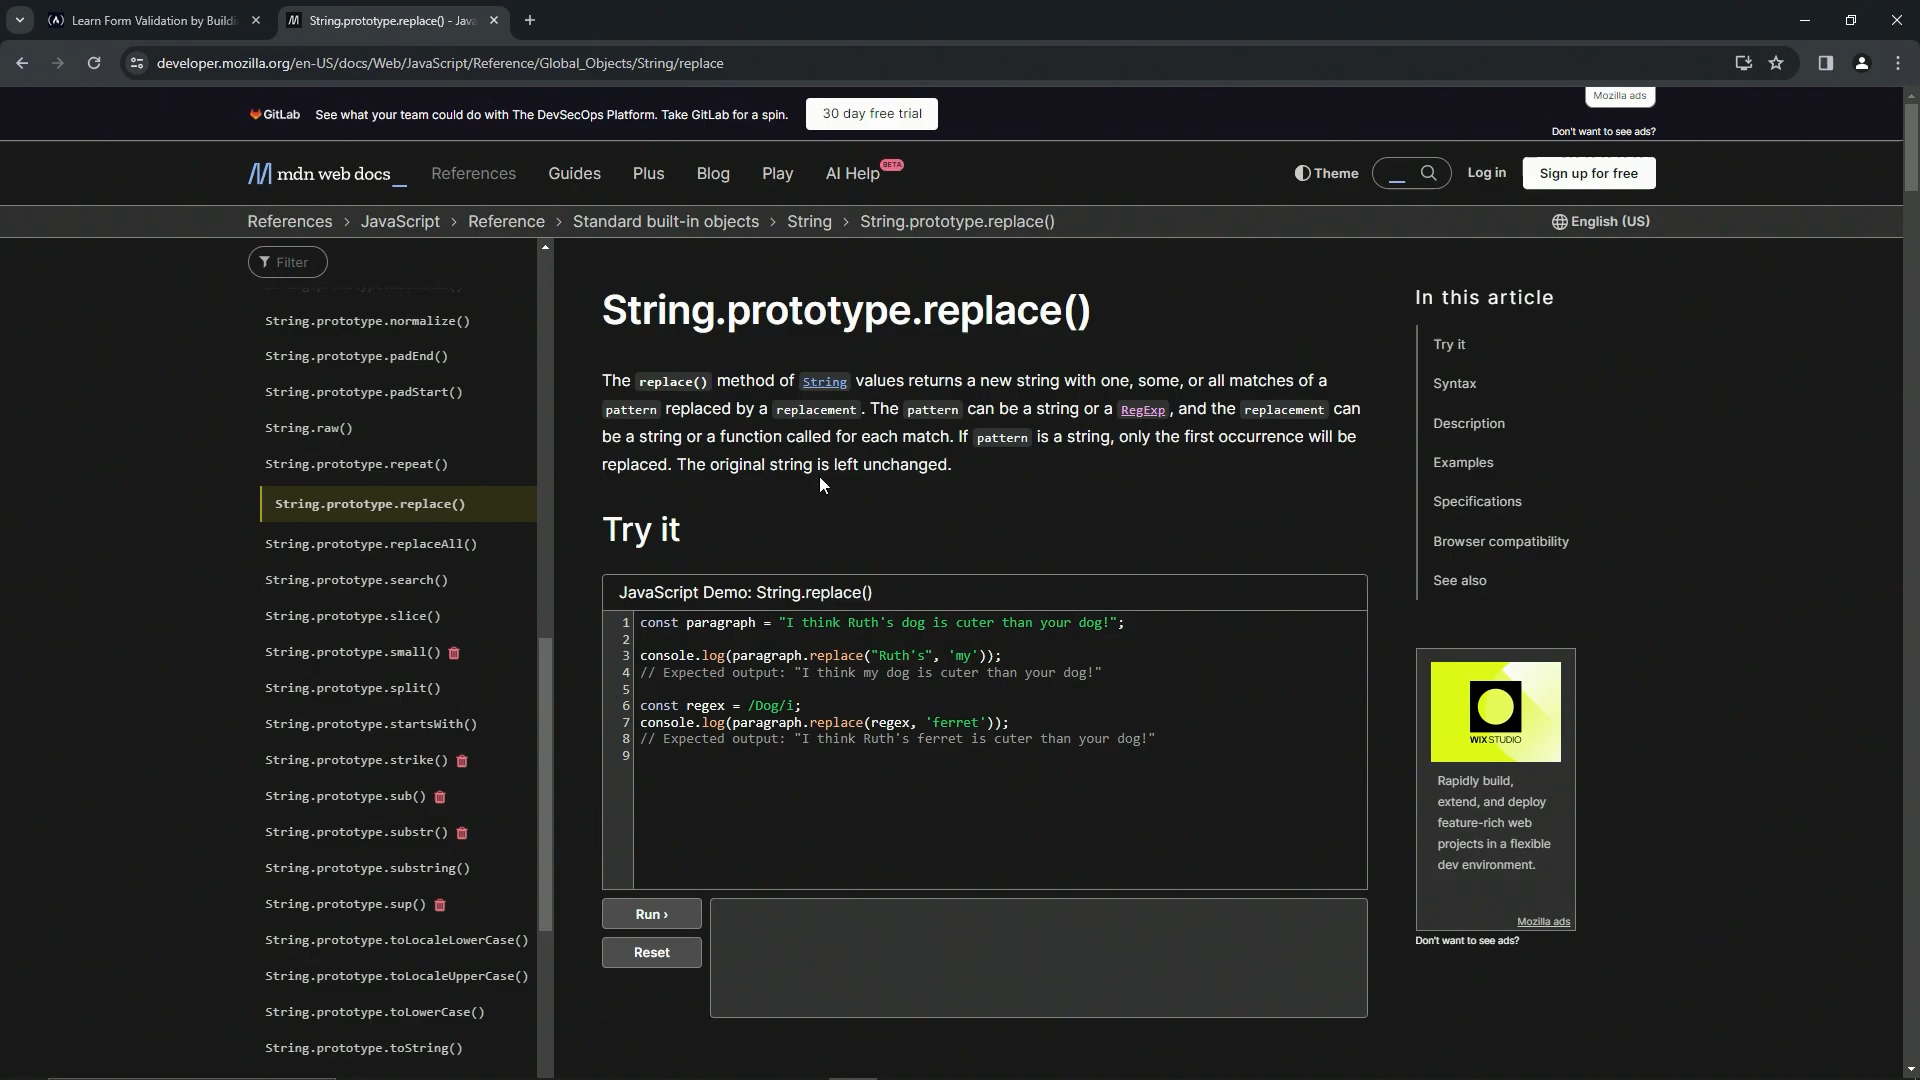 Learn Form Validation by Buildi
String.prototype.replace() - Java
developer.mozilla.org/en-US/docs/Web/JavaScript/Reference/Global_Objects/String/replace
GitLab See what your team could do with The DevSecOps Platform. Take GitLab for a spin. 30 day free trial
Mozilla ads
Don't want to see ads?
mdn web docs_ References Guides Plus Blog Play AI Help BETA Theme Log in Sign up for free
References > JavaScript > Reference > Standard built-in objects > String > String.prototype.replace() English (US)
Filter
String.prototype.normalize()
String.prototype.padEnd()
String.prototype.padStart()
String.raw()
String.prototype.repeat()
String.prototype.replace()
String.prototype.replaceAll()
String.prototype.search()
String.prototype.slice()
String.prototype.small()
String.prototype.split()
String.prototype.startsWith()
String.prototype.strike()
String.prototype.sub()
String.prototype.substr()
String.prototype.substring()
String.prototype.sup()
String.prototype.toLocaleLowerCase()
String.prototype.toLocaleUpperCase()
String.prototype.toLowerCase()
String.prototype.toString()
String.prototype.replace()
The replace() method of String values returns a new string with one, some, or all matches of a
pattern replaced by a replacement. The pattern can be a string or a RegExp, and the replacement can
be a string or a function called for each match. If pattern is a string, only the first occurrence will be
replaced. The original string is left unchanged.
Try it
JavaScript Demo: String.replace()
1 const paragraph = "I think Ruth's dog is cuter than your dog!";
2
3 console.log(paragraph.replace("Ruth's", 'my'));
4 // Expected output: "I think my dog is cuter than your dog!"
5
6 const regex = /Dog/i;
7 console.log(paragraph.replace(regex, 'ferret'));
8 // Expected output: "I think Ruth's ferret is cuter than your dog!"
9
Run ›
Reset
In this article
Try it
Syntax
Description
Examples
Specifications
Browser compatibility
See also
WIX STUDIO
Rapidly build,
extend, and deploy
feature-rich web
projects in a flexible
dev environment.
Mozilla ads
Don't want to see ads?